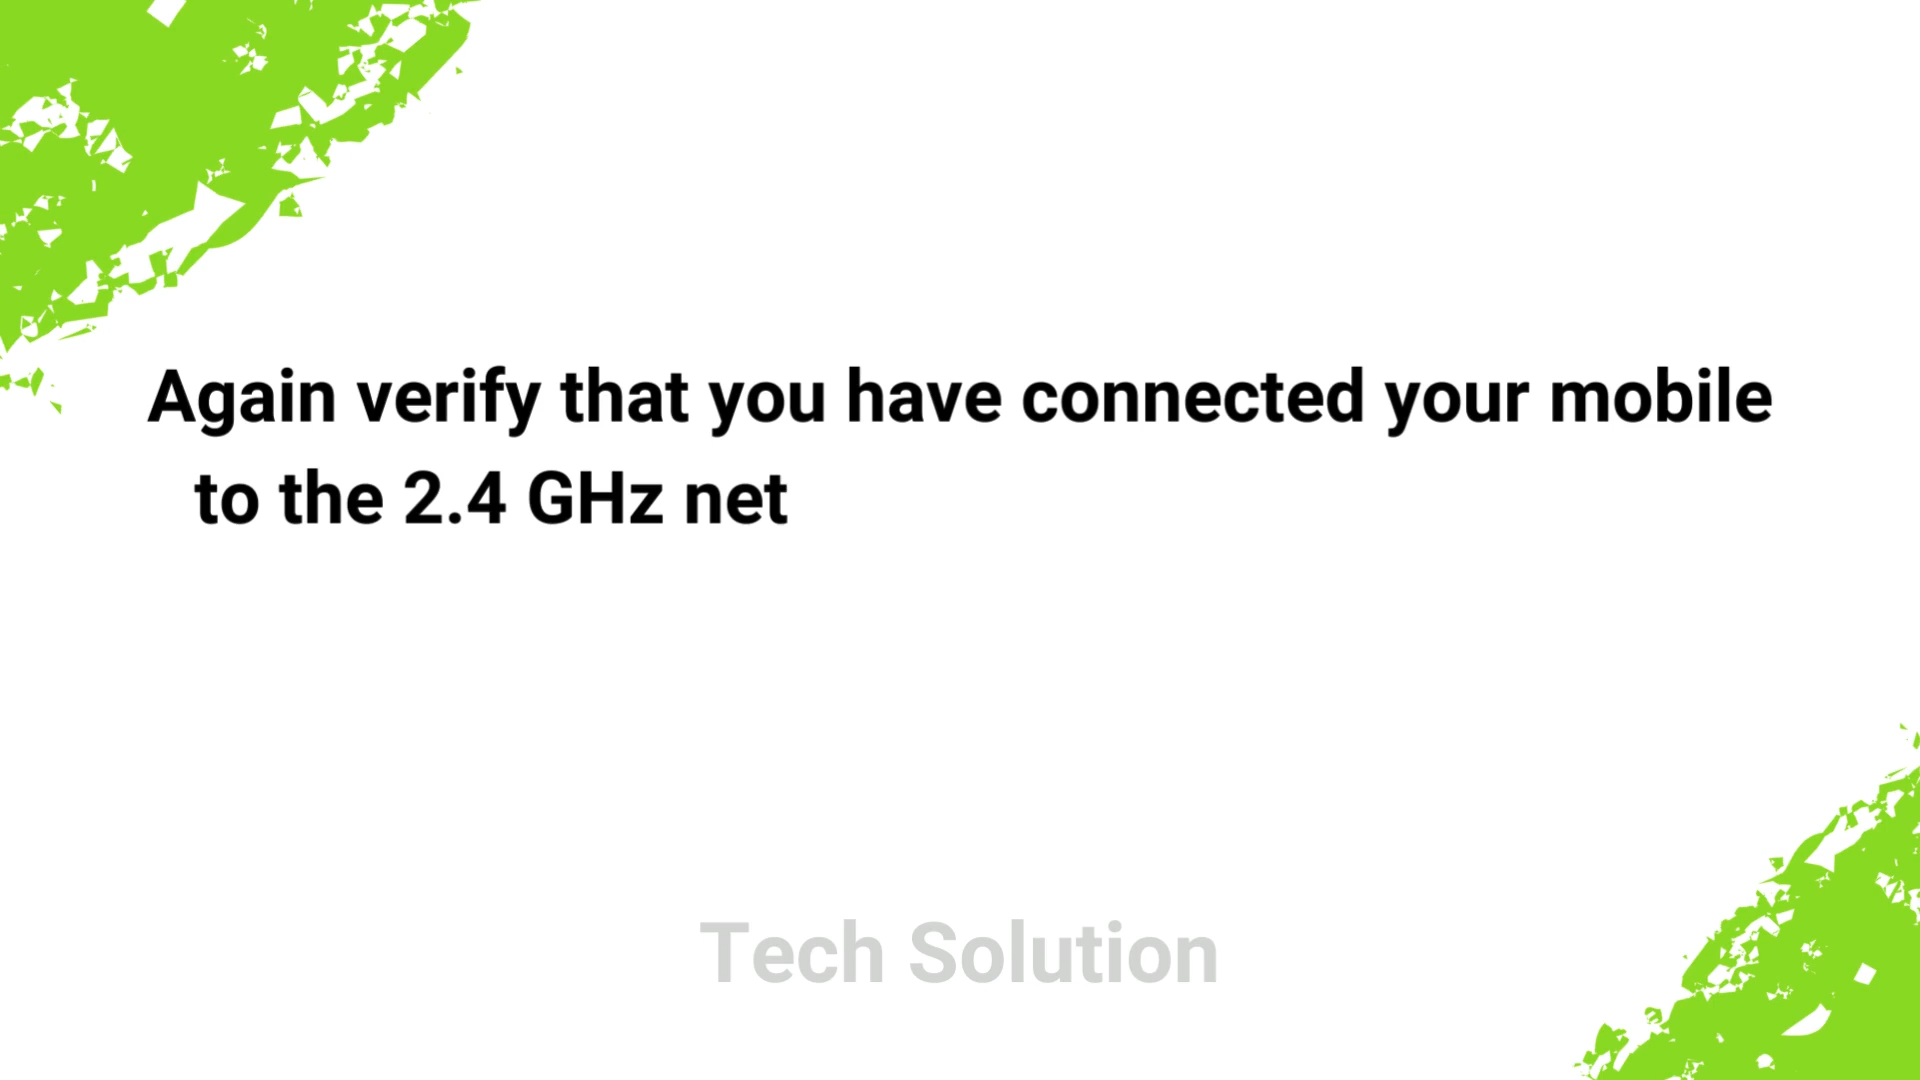 Again verify that you have connected your mobile
to the 2.4 GHz net
Tech Solution